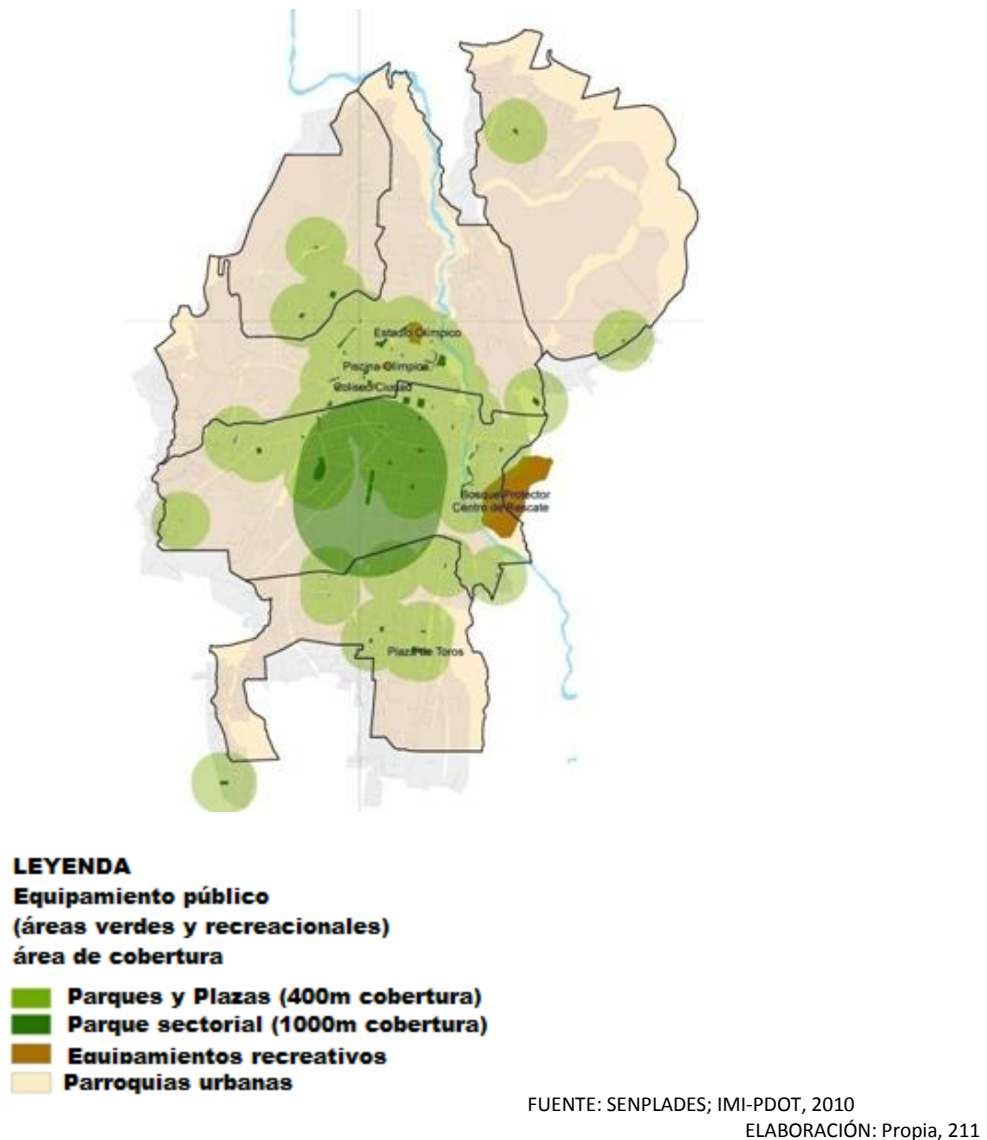 Estadio Olímpico
Piscina Olímpica
Coliseo Ciudad
Bosque Protector
Centro de Rescate
Plaza de Toros
LEYENDA
Equipamiento público
(áreas verdes y recreacionales)
área de cobertura
Parques y Plazas (400m cobertura)
Parque sectorial (1000m cobertura)
Equipamientos recreativos
Parroquias urbanas
FUENTE: SENPLADES; IMI-PDOT, 2010
ELABORACIÓN: Propia, 211